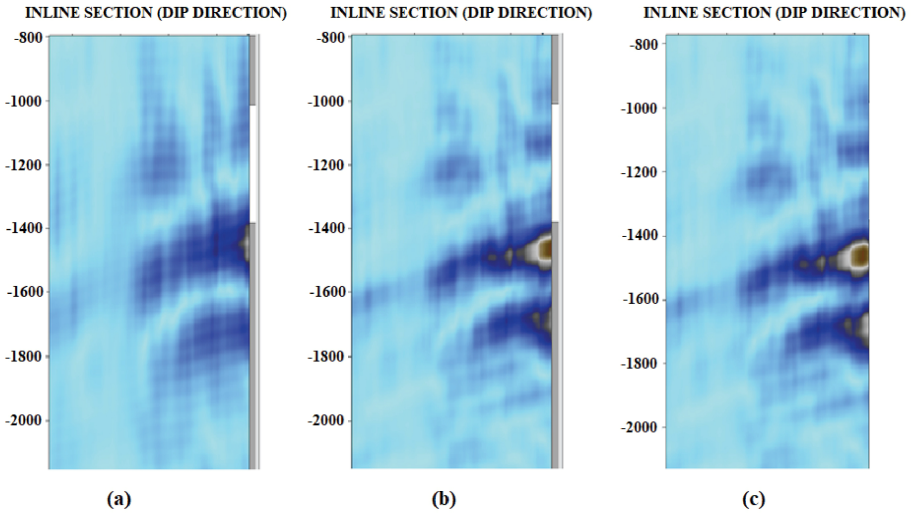 INLINE SECTION (DIP DIRECTION) INLINE SECTION (DIP DIRECTION) INLINE SECTION (DIP DIRECTION)
-800 -800 -800
-1000 -1000 -1000
-1200 -1200 -1200
-1400 -1400 -1400
-1600 -1600 -1600
-1800 -1800 -1800
-2000 -2000 -2000
(a) (b) (c)